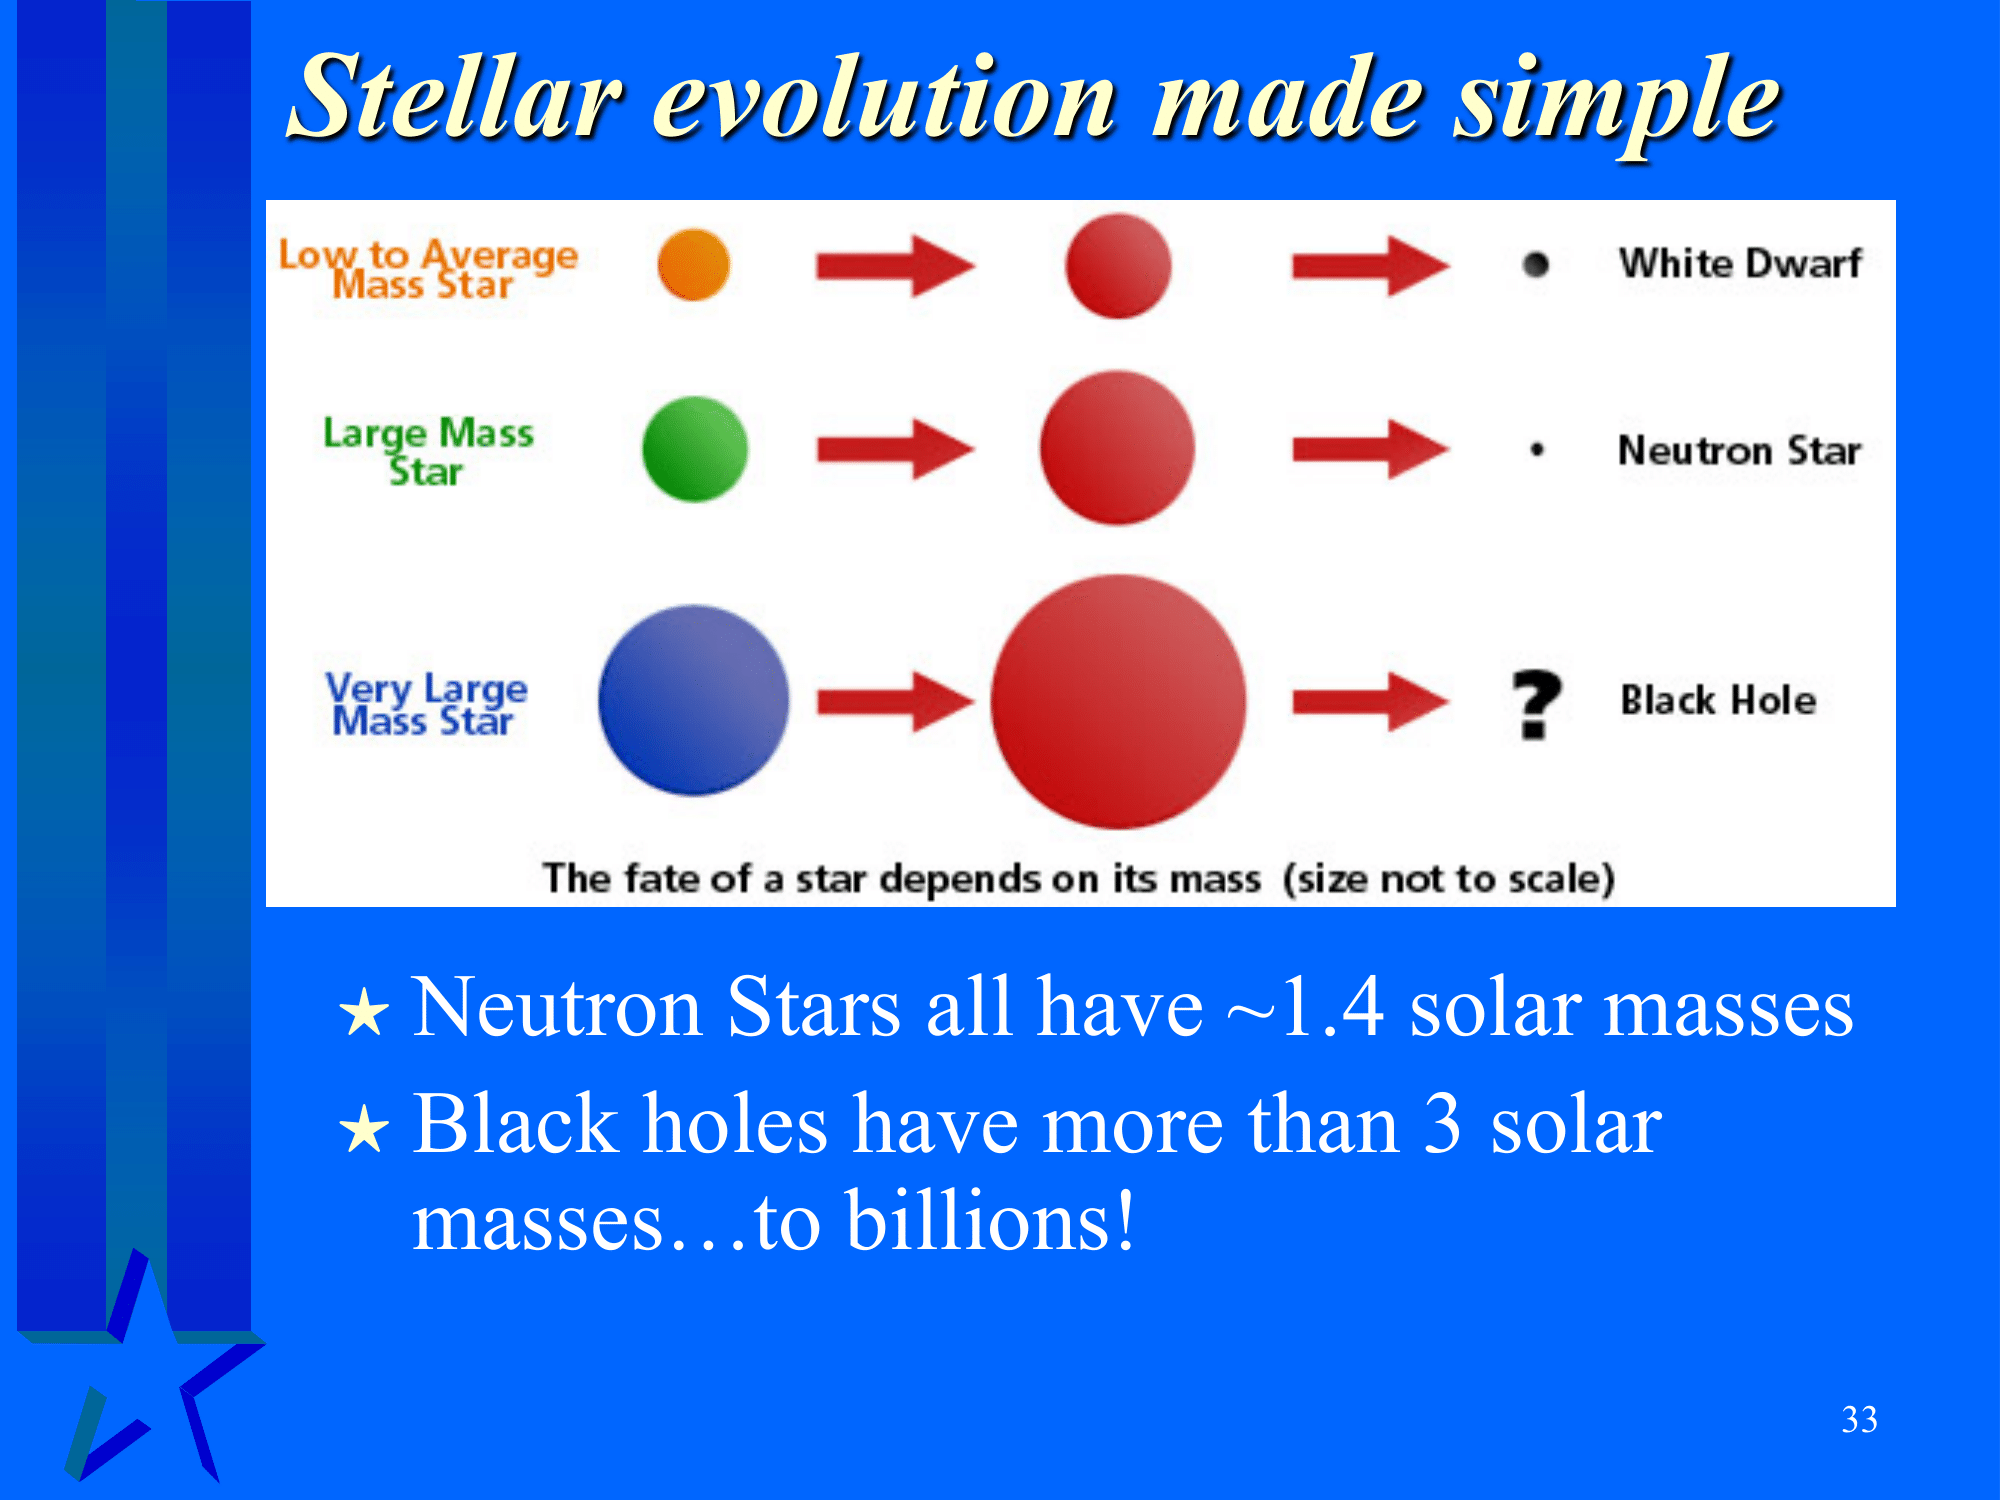 Stellar evolution made simple
Low to Average
Mass Star
White Dwarf
Large Mass
Star
Neutron Star
Very Large
Mass Star
?
Black Hole
The fate of a star depends on its mass (size not to scale)
Neutron Stars all have ~1.4 solar masses
Black holes have more than 3 solar
masses…to billions!
33